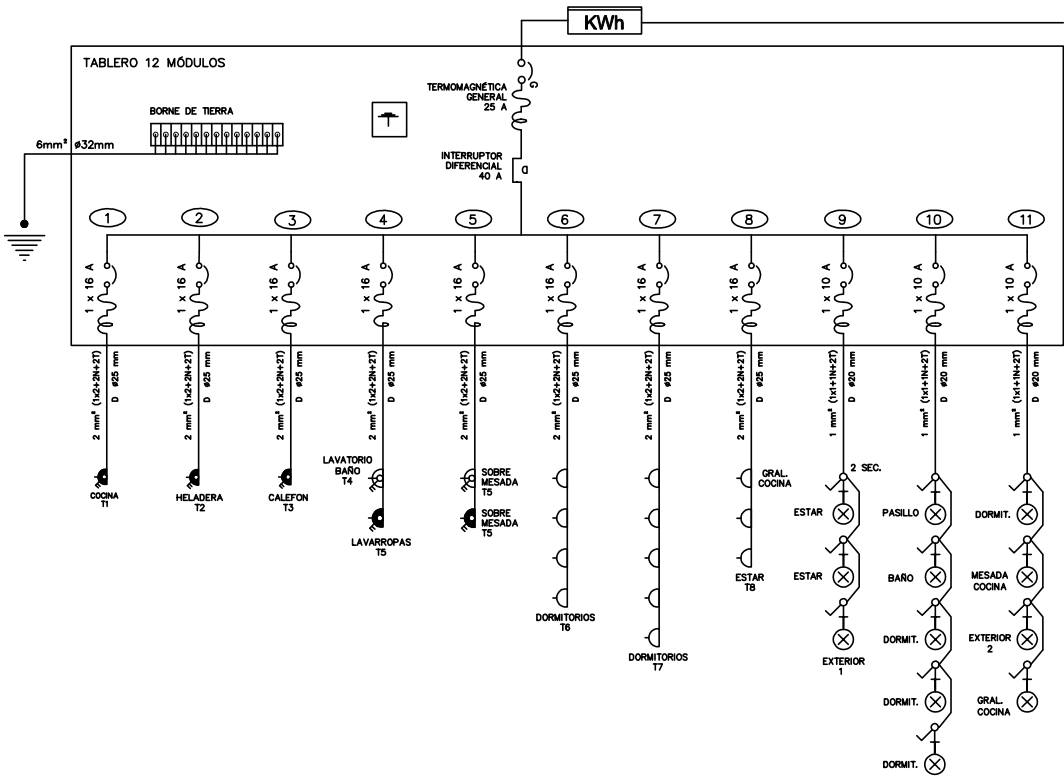 KWh
TABLERO 12 MÓDULOS
TERMOMAGNÉTICA
GENERAL
25 A
G
BORNE DE TIERRA
6mm² ø32mm
INTERRUPTOR
DIFERENCIAL
40 A
D
1 2 3 4 5 6 7 8 9 10 11
1 x 16 A
1 x 16 A
1 x 16 A
1 x 16 A
1 x 16 A
1 x 16 A
1 x 16 A
1 x 16 A
1 x 10 A
1 x 10 A
1 x 10 A
2 mm² (1x2+2N+2T)
D ø25 mm
2 mm² (1x2+2N+2T)
D ø25 mm
2 mm² (1x2+2N+2T)
D ø25 mm
2 mm² (1x2+2N+2T)
D ø25 mm
2 mm² (1x2+2N+2T)
D ø25 mm
2 mm² (1x2+2N+2T)
D ø25 mm
2 mm² (1x2+2N+2T)
D ø25 mm
2 mm² (1x2+2N+2T)
D ø25 mm
1 mm² (1x1+1N+2T)
D ø20 mm
1 mm² (1x1+1N+2T)
D ø20 mm
1 mm² (1x1+1N+2T)
D ø20 mm
COCINA
T1
HELADERA
T2
CALEFON
T3
LAVATORIO
BAÑO
T4
LAVARROPAS
T5
SOBRE
MESADA
T5
SOBRE
MESADA
T5
DORMITORIOS
T6
DORMITORIOS
T7
GRAL.
COCINA
ESTAR
T8
2 SEC.
ESTAR
ESTAR
EXTERIOR
1
PASILLO
BAÑO
DORMIT.
DORMIT.
DORMIT.
DORMIT.
MESADA
COCINA
EXTERIOR
2
GRAL.
COCINA